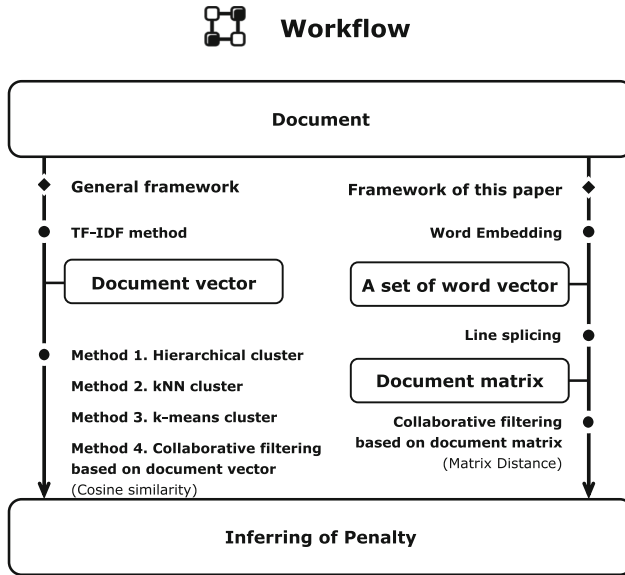 Workflow
Document
General framework
TF-IDF method
Document vector
Method 1. Hierarchical cluster
Method 2. kNN cluster
Method 3. k-means cluster
Method 4. Collaborative filtering
based on document vector
(Cosine similarity)
Framework of this paper
Word Embedding
A set of word vector
Line splicing
Document matrix
Collaborative filtering
based on document matrix
(Matrix Distance)
Inferring of Penalty